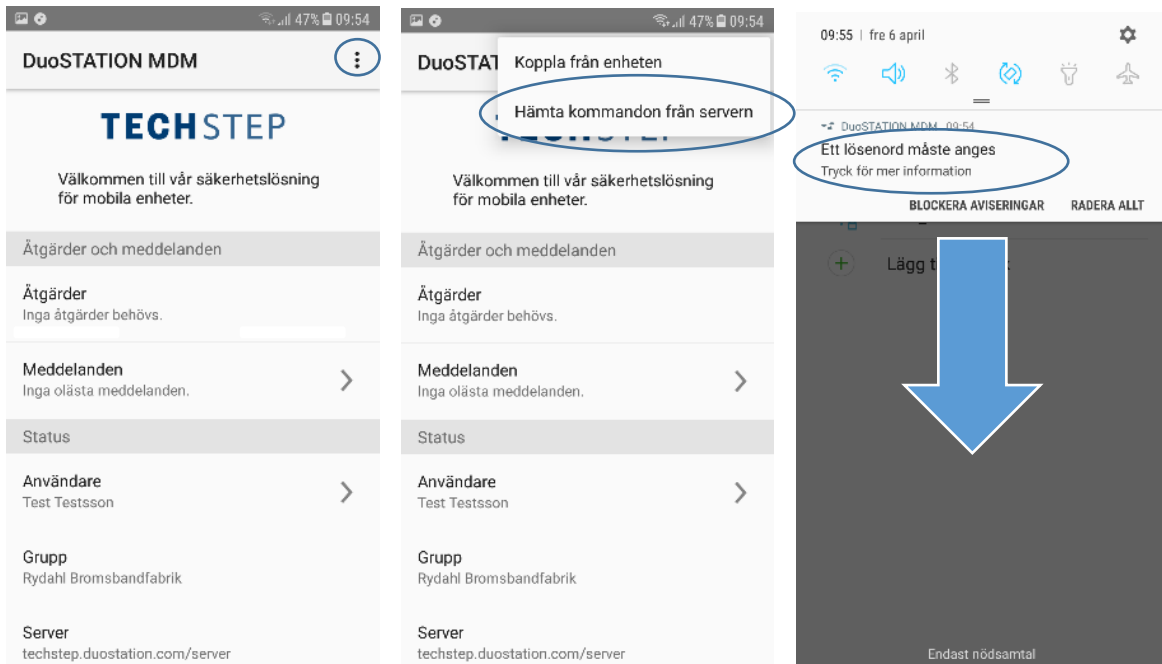 47% 09:54
DuoSTATION MDM
TECHSTEP
Välkommen till vår säkerhetslösning
för mobila enheter.
Åtgärder och meddelanden
Åtgärder
Inga åtgärder behövs.
Meddelanden
Inga olästa meddelanden.
Status
Användare
Test Testsson
Grupp
Rydahl Bromsbandfabrik
Server
techstep.duostation.com/server
47% 09:54
DuoSTAT
Koppla från enheten
Hämta kommandon från servern
Välkommen till vår säkerhetslösning
för mobila enheter.
Åtgärder och meddelanden
Åtgärder
Inga åtgärder behövs.
Meddelanden
Inga olästa meddelanden.
Status
Användare
Test Testsson
Grupp
Rydahl Bromsbandfabrik
Server
techstep.duostation.com/server
09:55 | fre 6 april
DuoSTATION MDM 09:54
Ett lösenord måste anges
Tryck för mer information
BLOCKERA AVISERINGAR RADERA ALLT
Lägg t
Endast nödsamtal